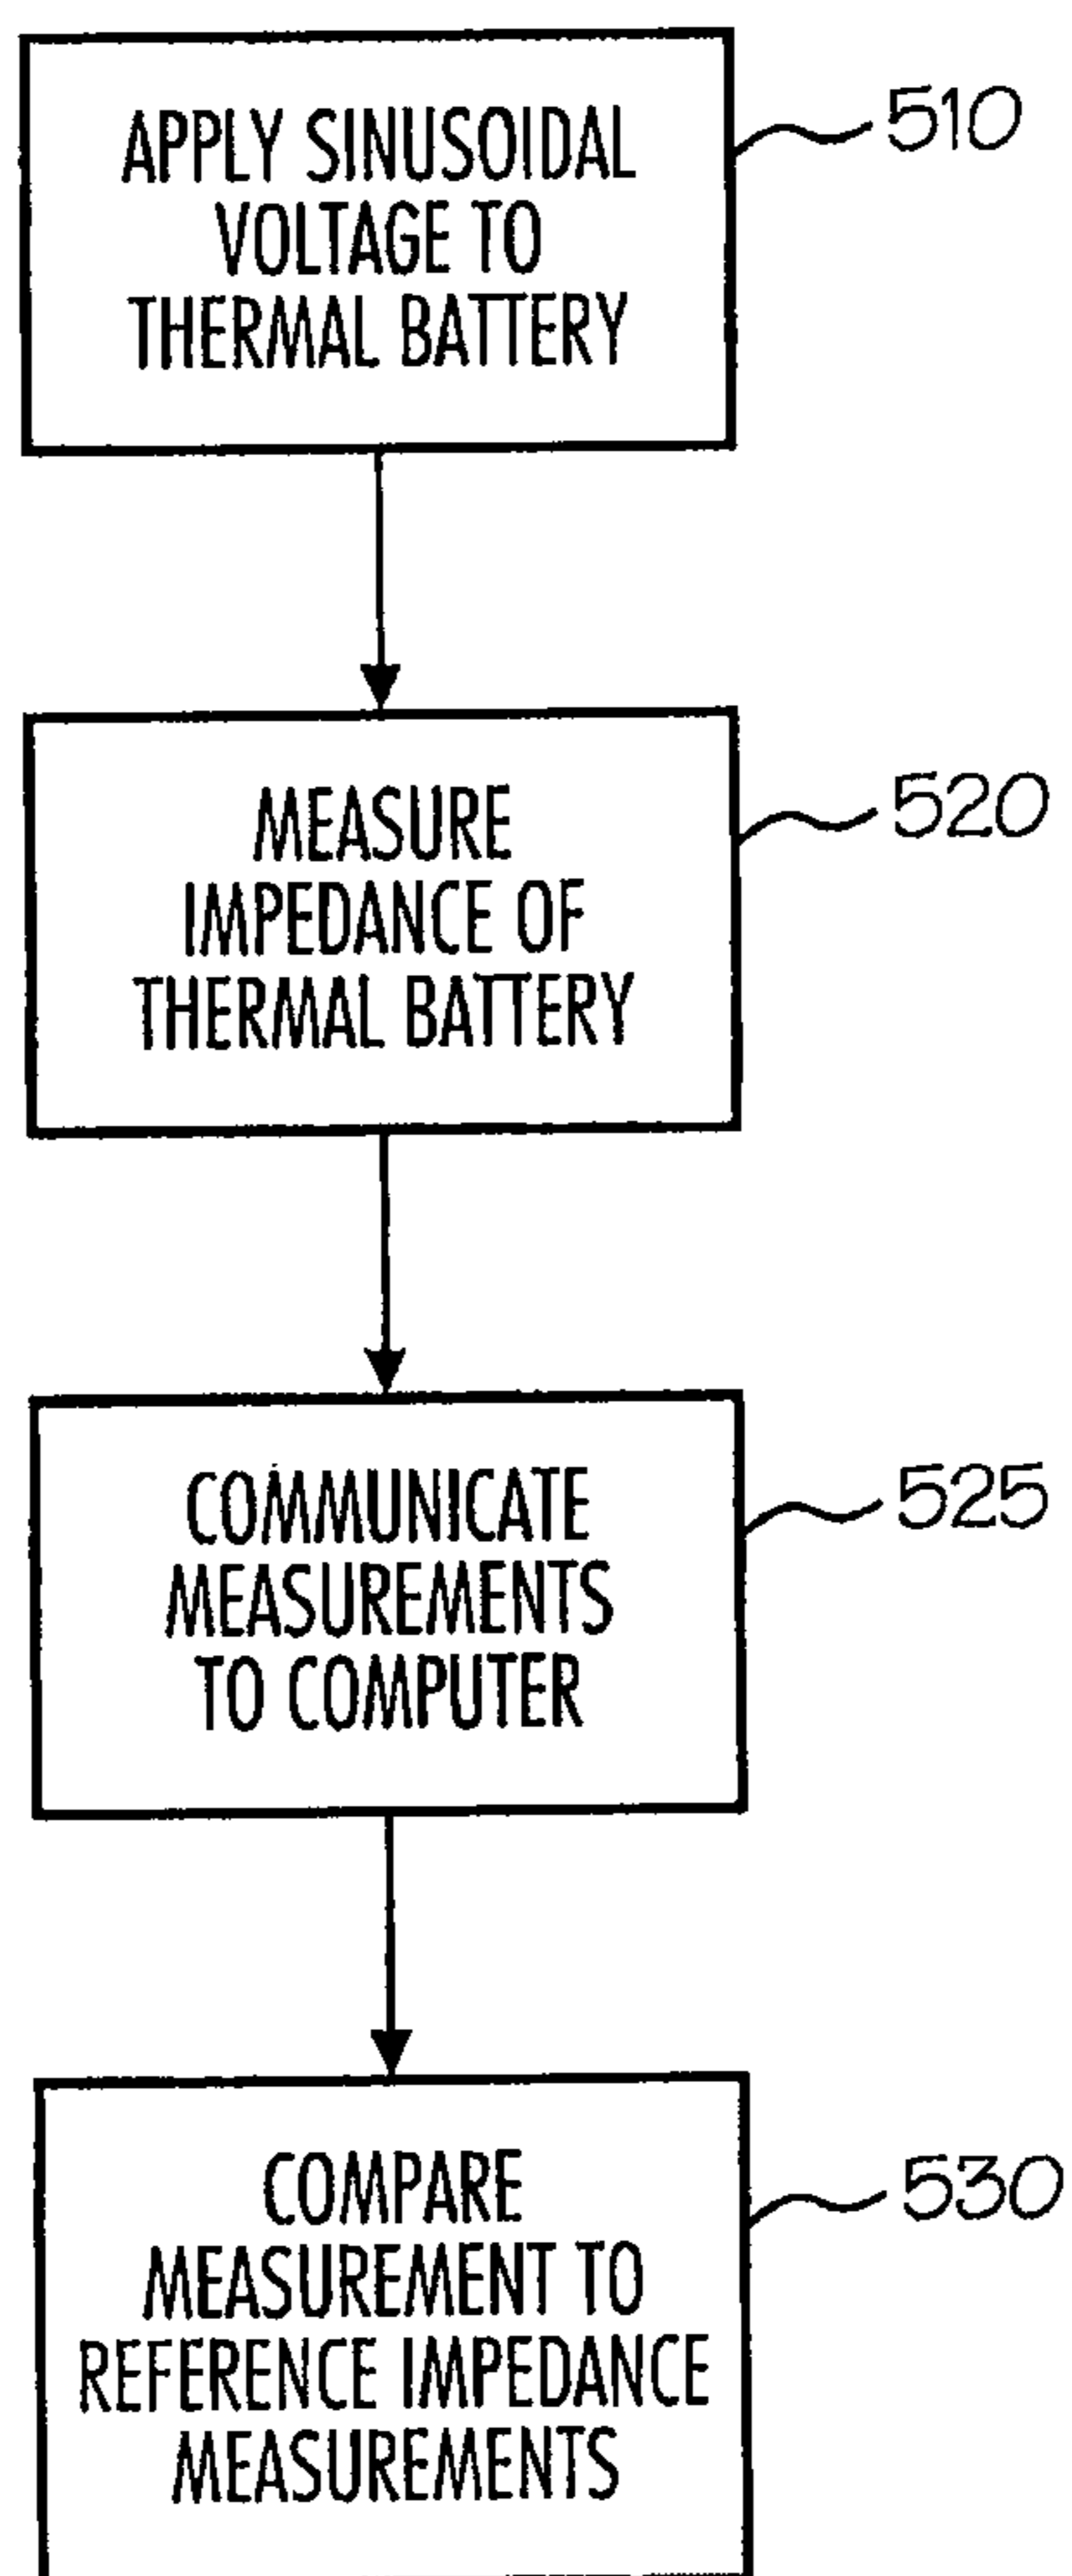 APPLY SINUSOIDAL
VOLTAGE TO
THERMAL BATTERY
510
MEASURE
IMPEDANCE OF
THERMAL BATTERY
520
COMMUNICATE
MEASUREMENTS
TO COMPUTER
525
COMPARE
MEASUREMENT TO
REFERENCE IMPEDANCE
MEASUREMENTS
530